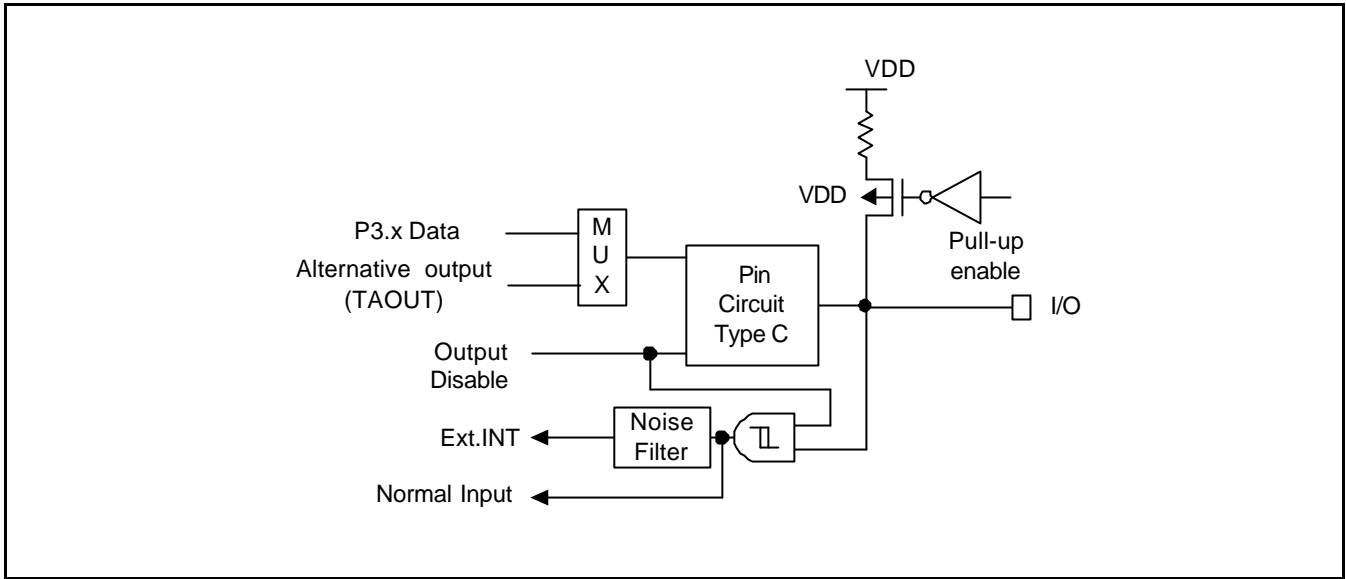 VDD
VDD
Pull-up
enable
P3.x Data
Alternative output
(TAOUT)
M
U
X
Pin
Circuit
Type C
I/O
Output
Disable
Ext.INT
Noise
Filter
Normal Input